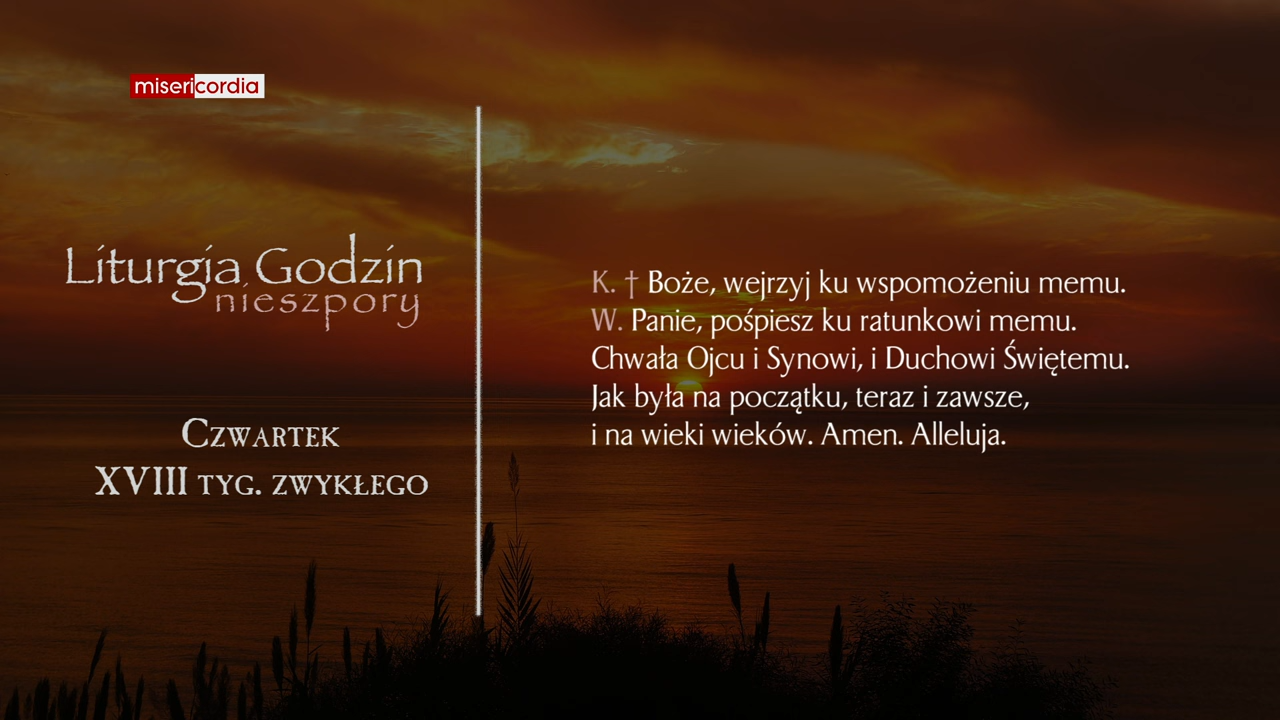 misericordia
Liturgia Godzin
nieszpory
Czwartek
XVIII tyg. zwykłego
K. † Boże, wejrzyj ku wspomożeniu memu.
W. Panie, pośpiesz ku ratunkowi memu.
Chwała Ojcu i Synowi, i Duchowi Świętemu.
Jak była na początku, teraz i zawsze,
i na wieki wieków. Amen. Alleluja.